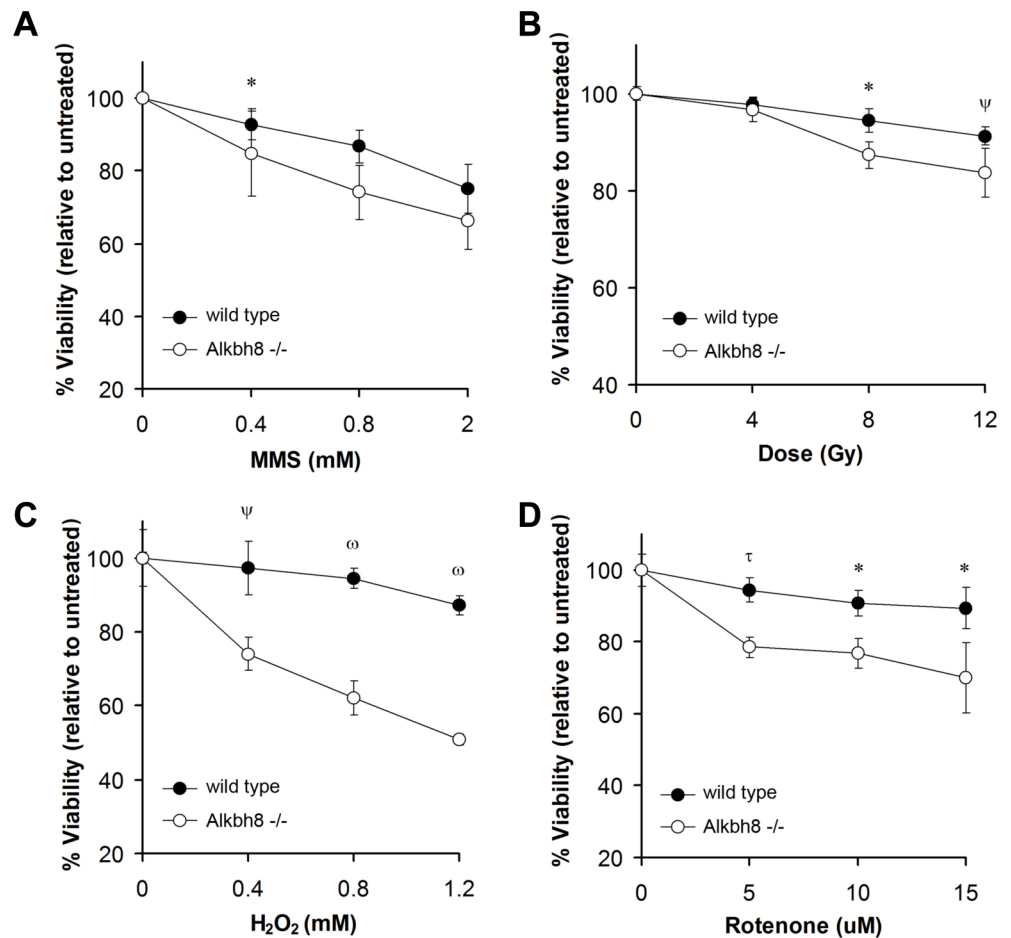 A
% Viability (relative to untreated)
*
100
80
60
40
20
wild type
Alkbh8 -/-
0
0.4
0.8
2
MMS (mM)
B
% Viability (relative to untreated)
*
ψ
100
80
60
40
wild type
Alkbh8 -/-
0
4
8
12
Dose (Gy)
C
% Viability (relative to untreated)
ψ
ω
ω
100
80
60
40
20
wild type
Alkbh8 -/-
0
0.4
0.8
1.2
H₂O₂ (mM)
D
% Viability (relative to untreated)
τ
*
*
100
80
60
40
20
wild type
Alkbh8 -/-
0
5
10
15
Rotenone (uM)